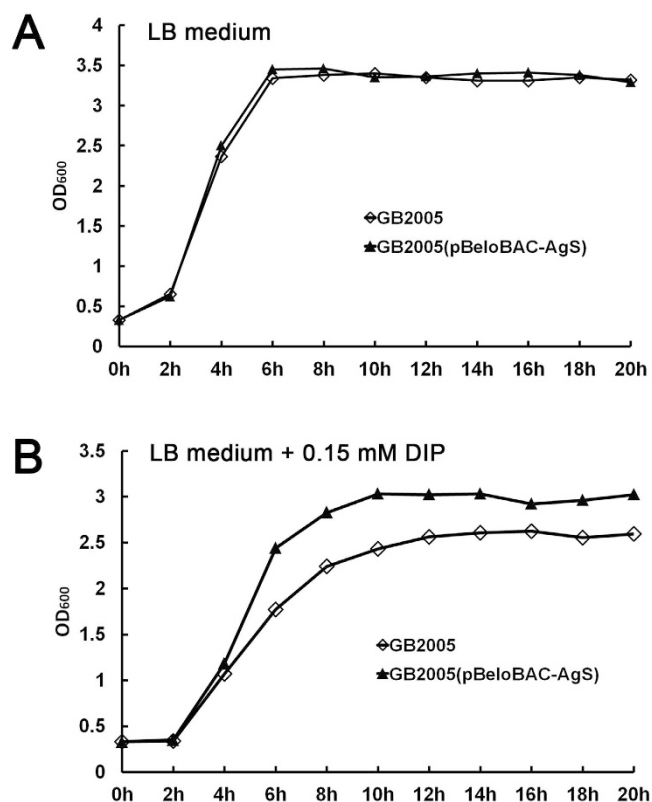 A
LB medium
4
3.5
3
2.5
2
1.5
1
0.5
0
OD600
GB2005
GB2005(pBeloBAC-AgS)
0h 2h 4h 6h 8h 10h 12h 14h 16h 18h 20h
B
LB medium + 0.15 mM DIP
3.5
3
2.5
2
1.5
1
0.5
0
OD600
GB2005
GB2005(pBeloBAC-AgS)
0h 2h 4h 6h 8h 10h 12h 14h 16h 18h 20h